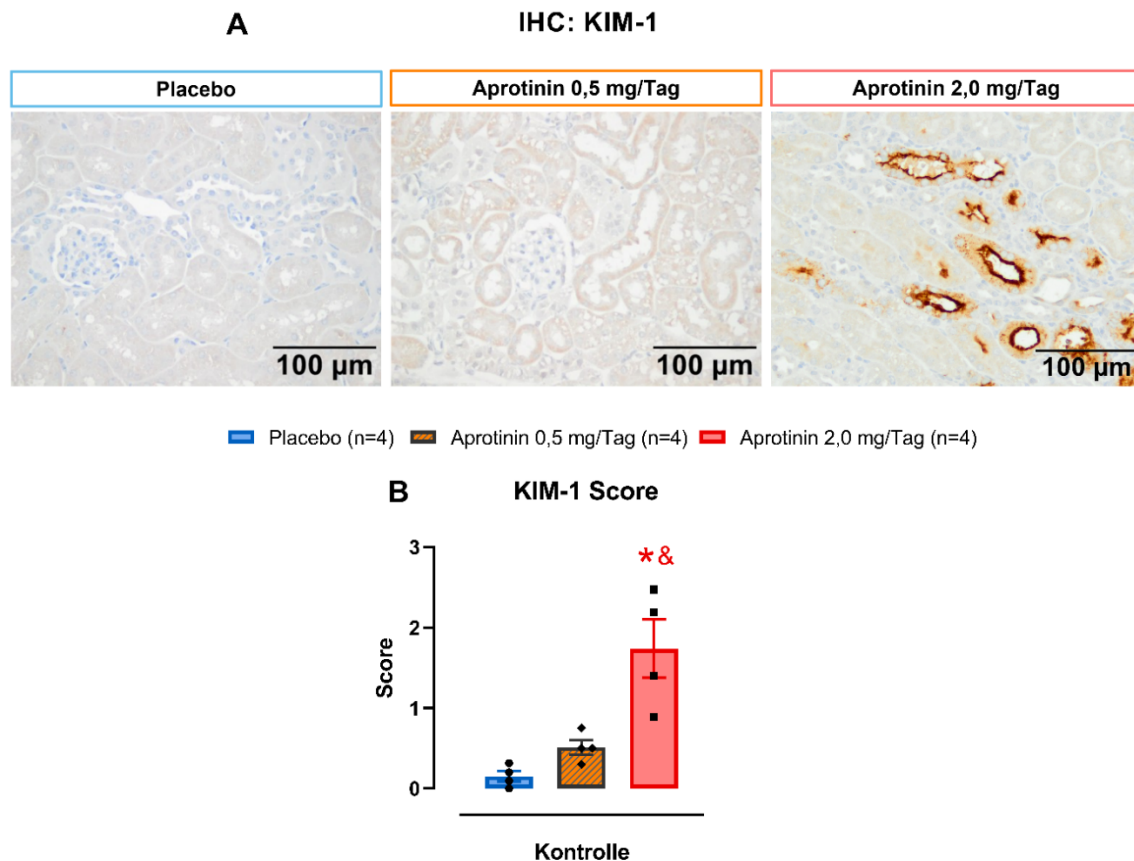 A IHC: KIM-1
Placebo Aprotinin 0,5 mg/Tag Aprotinin 2,0 mg/Tag
100 µm 100 µm 100 µm
Placebo (n=4) Aprotinin 0,5 mg/Tag (n=4) Aprotinin 2,0 mg/Tag (n=4)
B KIM-1 Score
*&
3
2
1
0
Score
Kontrolle